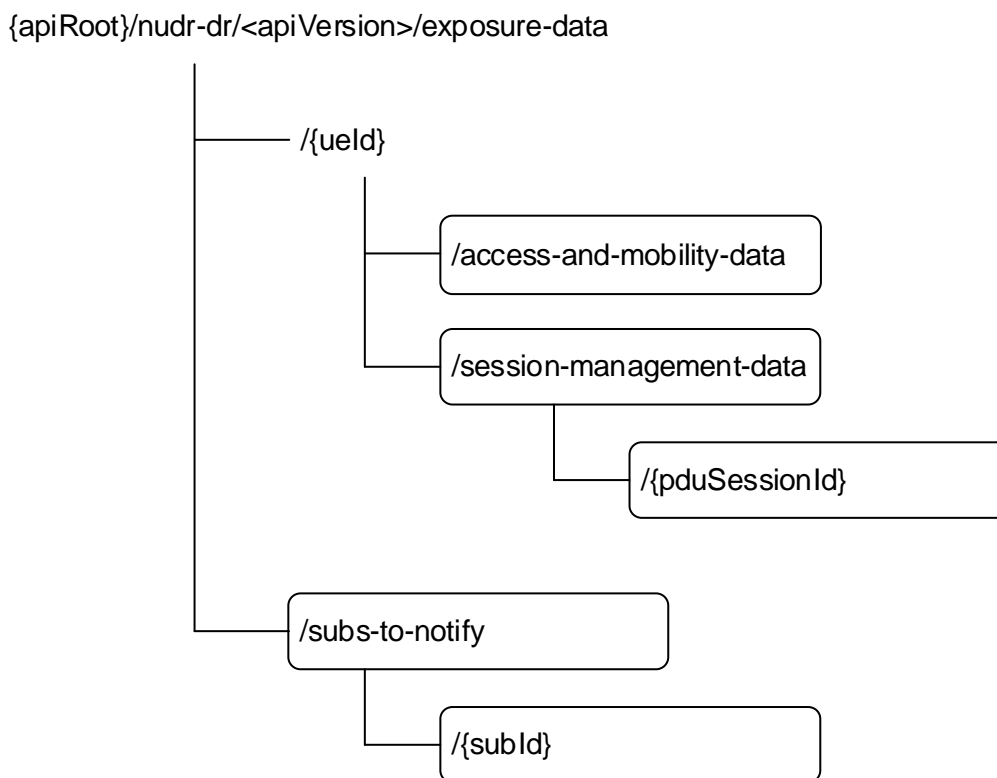 {apiRoot}/nudr-dr/<apiVersion>/exposure-data
/{ueId}
/access-and-mobility-data
/session-management-data
/{pduSessionId}
/subs-to-notify
/{subId}